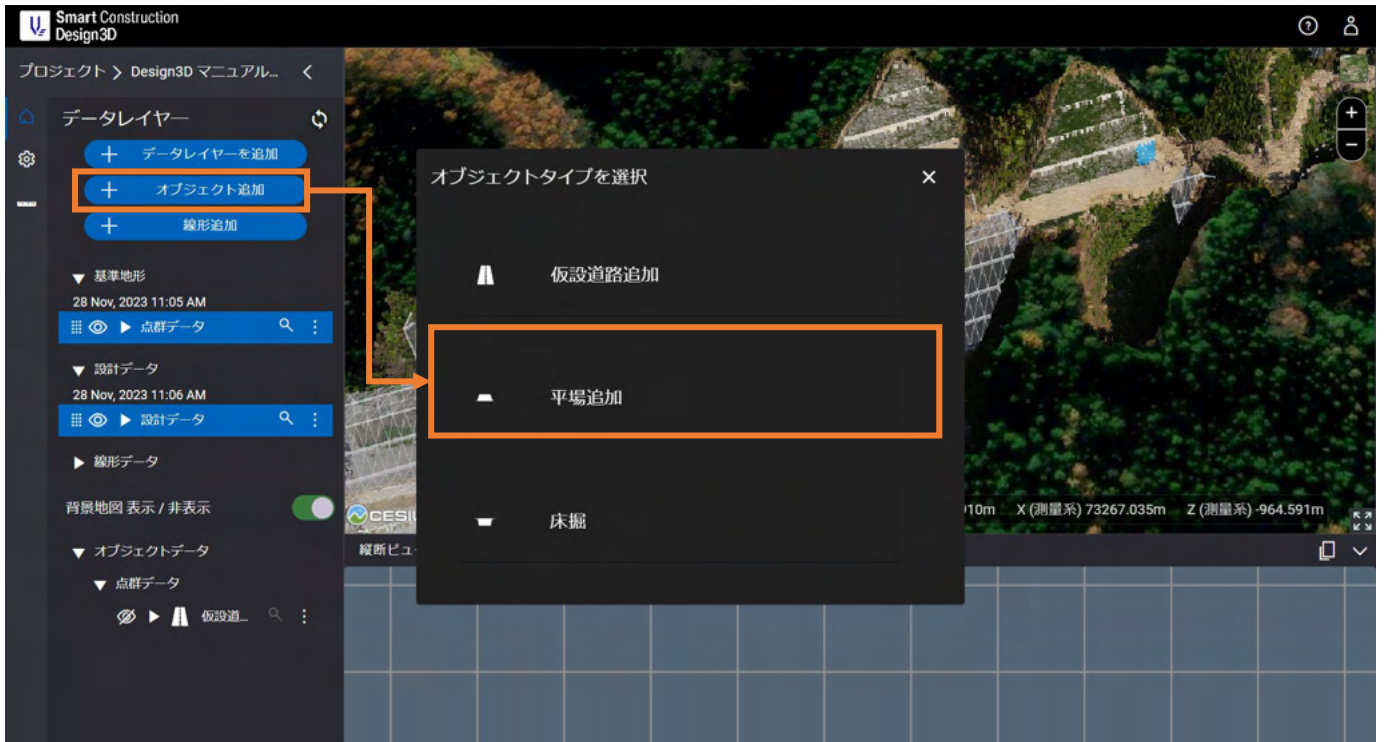 Smart Construction
Design3D
プロジェクト > Design3D マニュアル...
データレイヤー
データレイヤーを追加
オブジェクト追加
線形追加
基準地形
28 Nov, 2023 11:05 AM
点群データ
設計データ
28 Nov, 2023 11:06 AM
設計データ
線形データ
背景地図 表示 / 非表示
オブジェクトデータ
点群データ
仮設道...
オブジェクトタイプを選択
仮設道路追加
平場追加
床掘
CESIU
10m X (測量系) 73267.035m Z (測量系) -964.591m
縦断ビュー